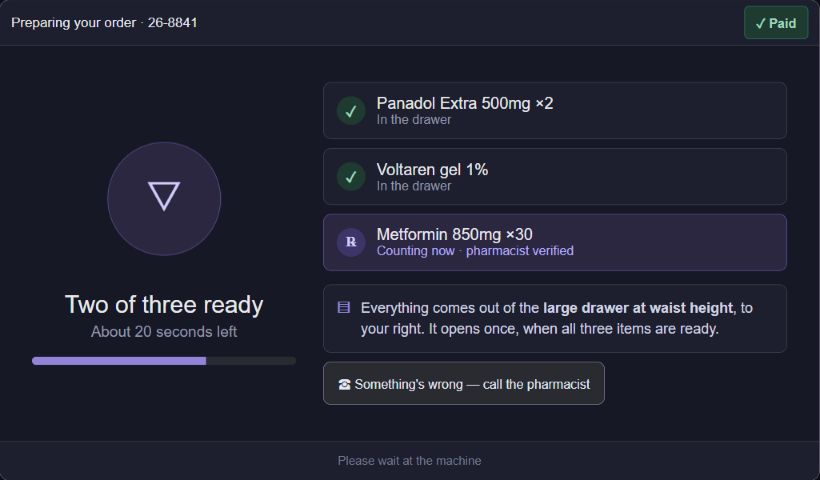 Preparing your order · 26-8841
✓ Paid
Two of three ready
About 20 seconds left
✓
Panadol Extra 500mg ×2
In the drawer
✓
Voltaren gel 1%
In the drawer
℞
Metformin 850mg ×30
Counting now · pharmacist verified
Everything comes out of the large drawer at waist height, to
your right. It opens once, when all three items are ready.
☎ Something's wrong — call the pharmacist
Please wait at the machine